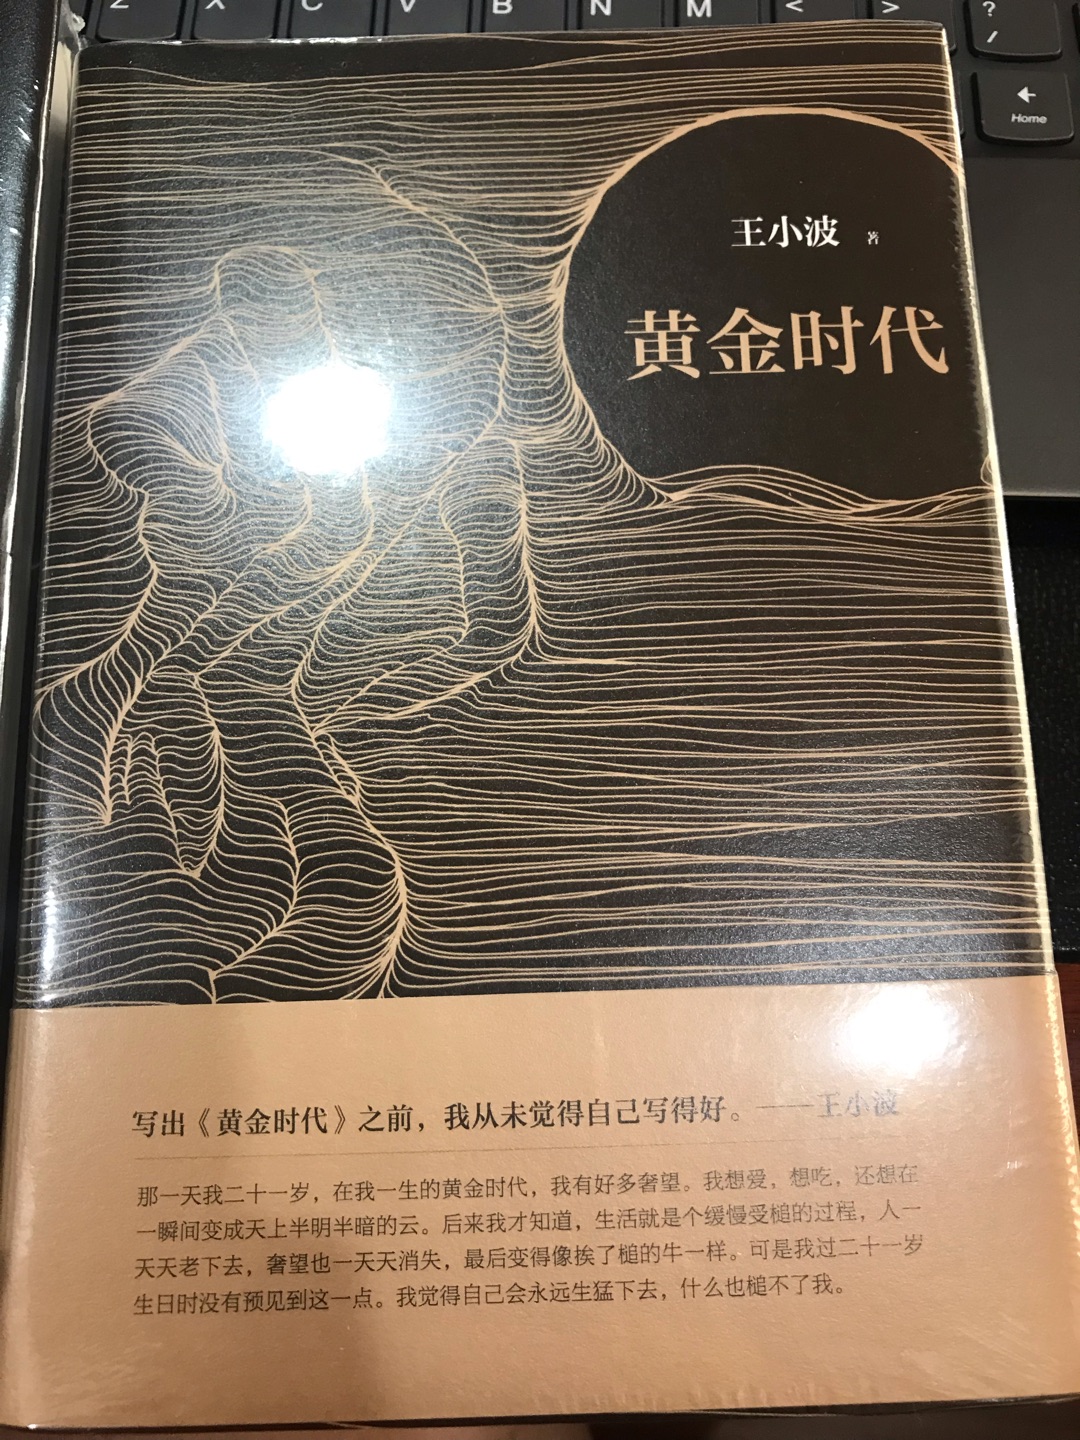 Z X C V B N M < > ? /
Home
王小波 著
黄金时代
写出《黄金时代》之前，我从未觉得自己写得好。——王小波
那一天我二十一岁，在我一生的黄金时代，我有好多奢望。我想爱，想吃，还想在
一瞬间变成天上半明半暗的云。后来我才知道，生活就是个缓慢受槌的过程，人一
天天老下去，奢望也一天天消失，最后变得像挨了槌的牛一样。可是我过二十一岁
生日时没有预见到这一点。我觉得自己会永远生猛下去，什么也槌不了我。